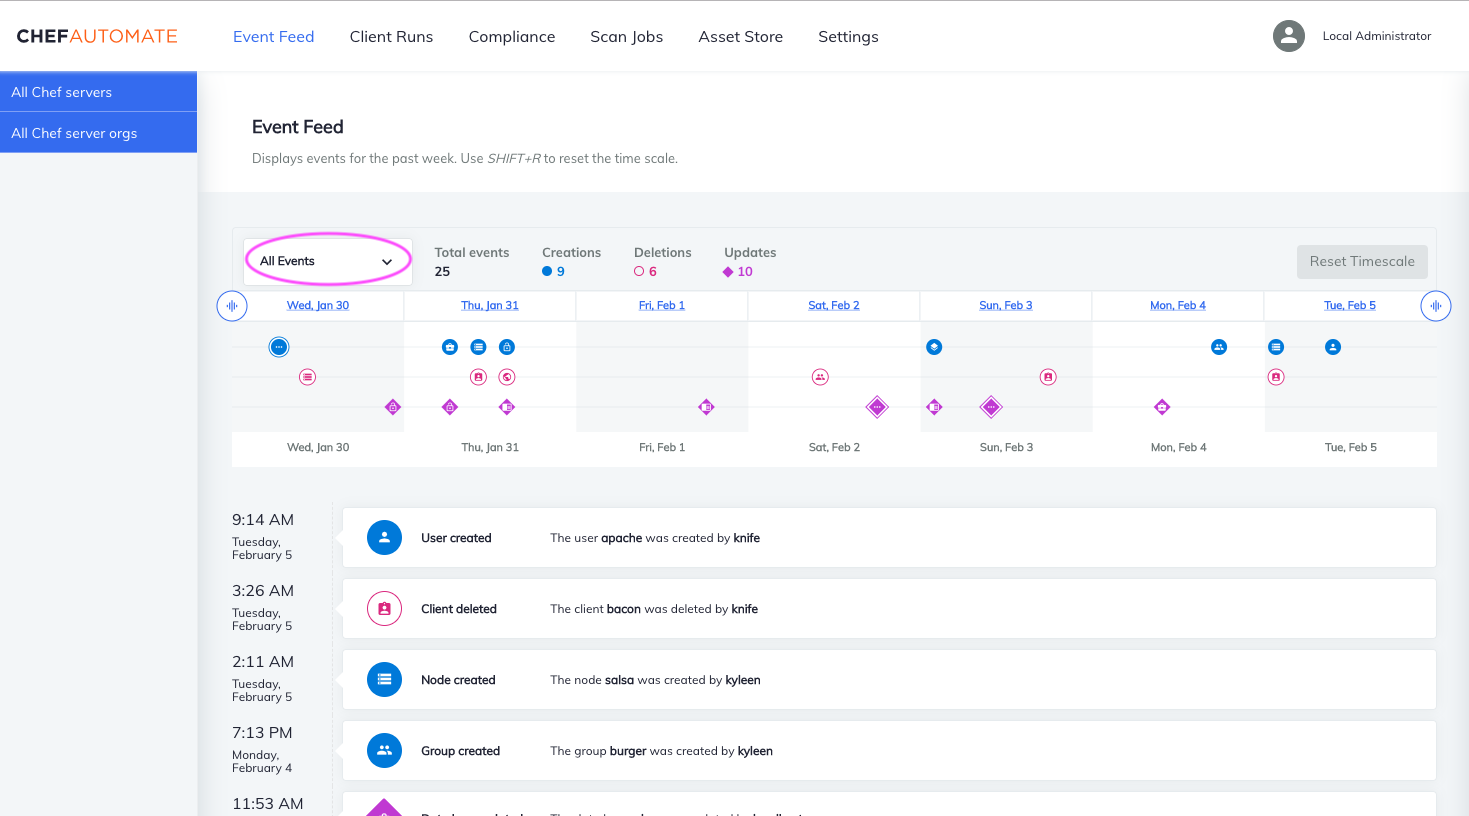 CHEFAUTOMATE
Event Feed
Client Runs
Compliance
Scan Jobs
Asset Store
Settings
Local Administrator
All Chef servers
All Chef server orgs
Event Feed
Displays events for the past week. Use SHIFT+R to reset the time scale.
All Events
Total events
25
Creations
9
Deletions
6
Updates
10
Reset Timescale
Wed, Jan 30
Thu, Jan 31
Fri, Feb 1
Sat, Feb 2
Sun, Feb 3
Mon, Feb 4
Tue, Feb 5
Wed, Jan 30
Thu, Jan 31
Fri, Feb 1
Sat, Feb 2
Sun, Feb 3
Mon, Feb 4
Tue, Feb 5
9:14 AM
Tuesday,
February 5
User created
The user apache was created by knife
3:26 AM
Tuesday,
February 5
Client deleted
The client bacon was deleted by knife
2:11 AM
Tuesday,
February 5
Node created
The node salsa was created by kyleen
7:13 PM
Monday,
February 4
Group created
The group burger was created by kyleen
11:53 AM